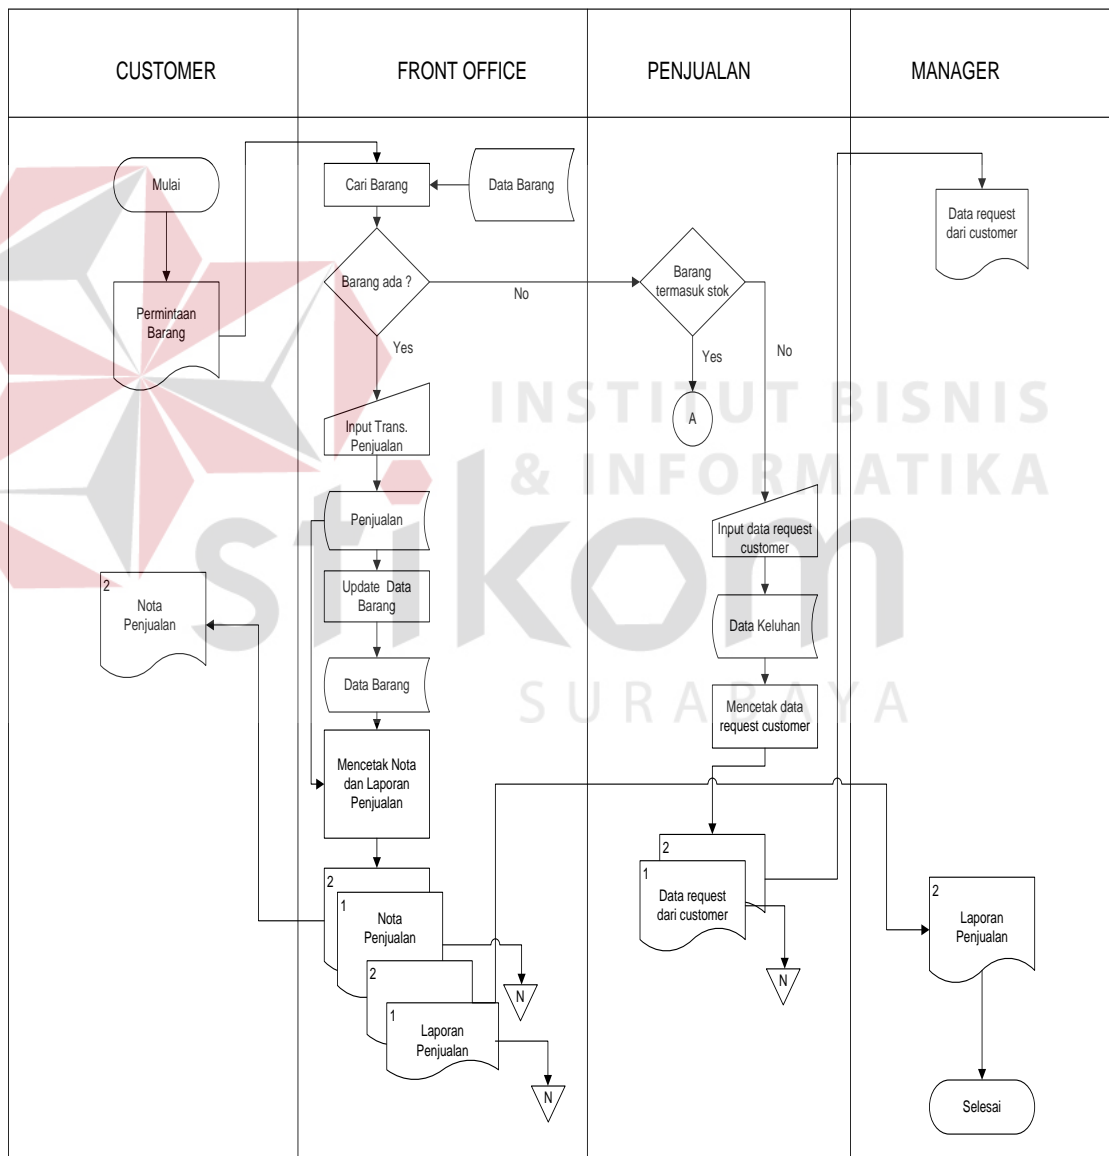 CUSTOMER
FRONT OFFICE
PENJUALAN
MANAGER
Mulai
Permintaan
Barang
2
Nota
Penjualan
Cari Barang
Data Barang
Barang ada ?
No
Yes
Input Trans.
Penjualan
Penjualan
Update Data
Barang
Data Barang
Mencetak Nota
dan Laporan
Penjualan
2
1
Nota
Penjualan
N
2
1
Laporan
Penjualan
N
Barang
termasuk stok
Yes
No
A
Input data request
customer
Data Keluhan
Mencetak data
request customer
2
1
Data request
dari customer
N
Data request
dari customer
2
Laporan
Penjualan
Selesai
INSTITUT BISNIS
& INFORMATIKA
stikom
SURABAYA